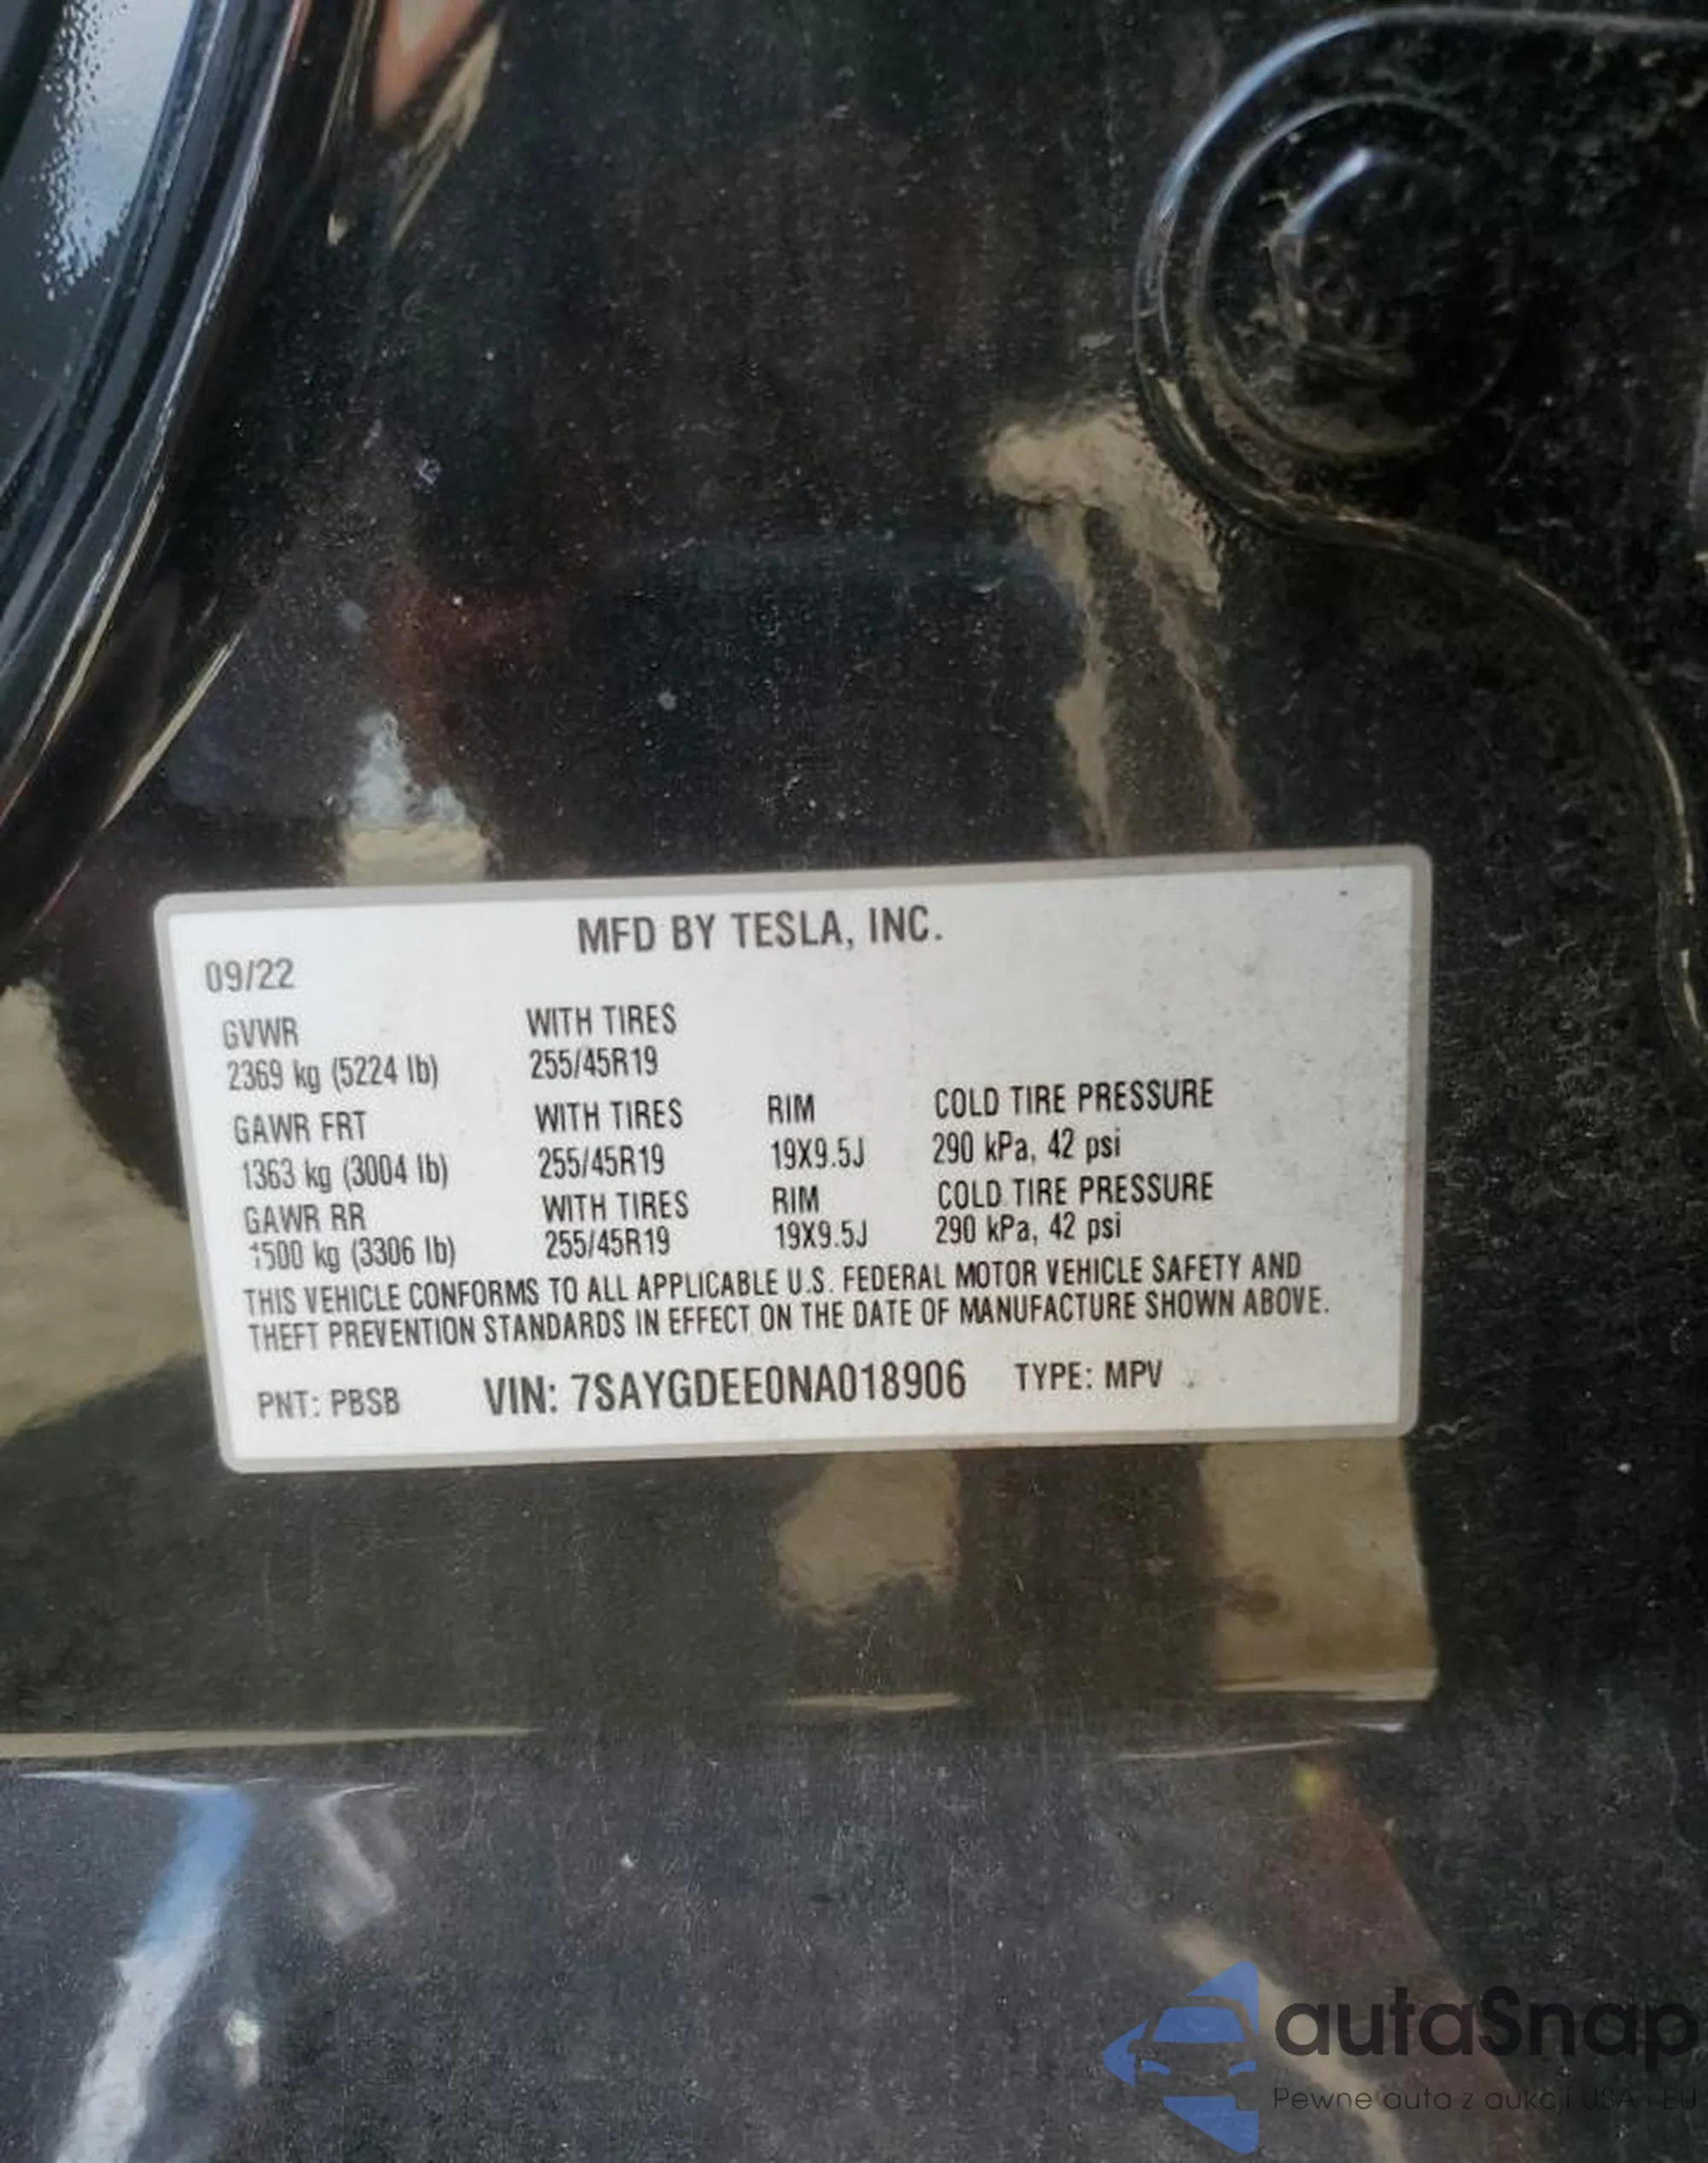 MFD BY TESLA, INC.
09/22
GVWR WITH TIRES
2369 kg (5224 lb) 255/45R19
GAWR FRT WITH TIRES RIM COLD TIRE PRESSURE
1363 kg (3004 lb) 255/45R19 19X9.5J 290 kPa, 42 psi
GAWR RR WITH TIRES RIM COLD TIRE PRESSURE
1500 kg (3306 lb) 255/45R19 19X9.5J 290 kPa, 42 psi
THIS VEHICLE CONFORMS TO ALL APPLICABLE U.S. FEDERAL MOTOR VEHICLE SAFETY AND
THEFT PREVENTION STANDARDS IN EFFECT ON THE DATE OF MANUFACTURE SHOWN ABOVE.
PNT: PBSB VIN: 7SAYGDEE0NA018906 TYPE: MPV
autaSnap
Pewne auta z aukcji USA i EU